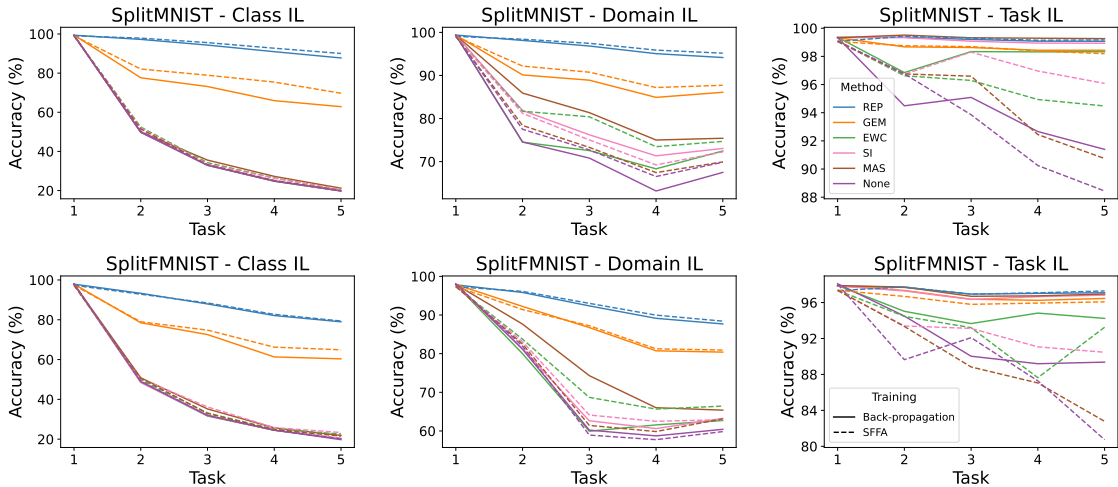 SplitMNIST - Class IL
Accuracy (%)
100
80
60
40
20
1 2 3 4 5
Task
SplitMNIST - Domain IL
Accuracy (%)
100
90
80
70
1 2 3 4 5
Task
SplitMNIST - Task IL
Accuracy (%)
100
98
96
94
92
90
88
Method
REP
GEM
EWC
SI
MAS
None
1 2 3 4 5
Task
SplitFMNIST - Class IL
Accuracy (%)
100
80
60
40
20
1 2 3 4 5
Task
SplitFMNIST - Domain IL
Accuracy (%)
100
90
80
70
60
1 2 3 4 5
Task
SplitFMNIST - Task IL
Accuracy (%)
96
92
88
84
80
Training
Back-propagation
SFFA
1 2 3 4 5
Task